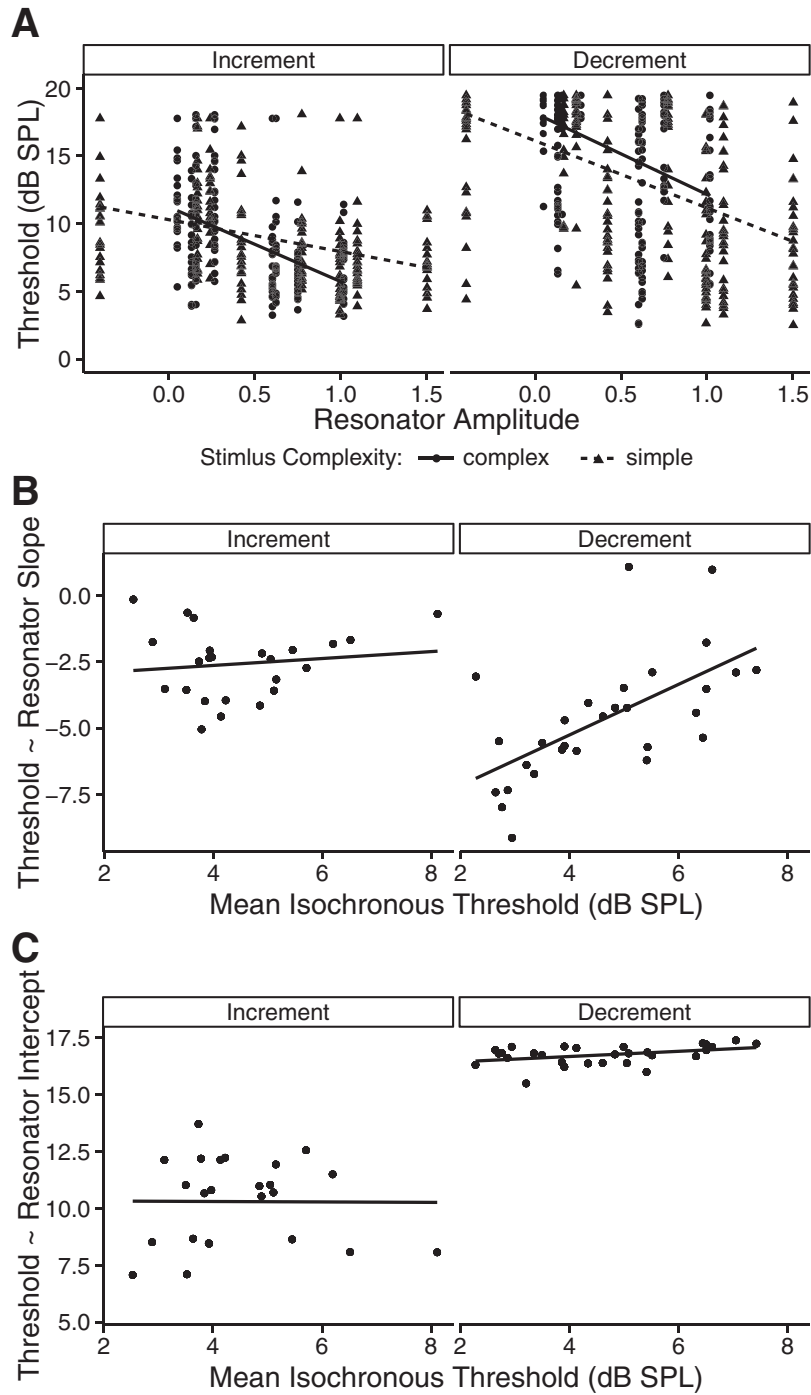 A
Increment
Decrement
Threshold (dB SPL)
20
15
10
5
0
0.0 0.5 1.0 1.5
0.0 0.5 1.0 1.5
Resonator Amplitude
Stimlus Complexity: complex simple
B
Increment
Decrement
Threshold ~ Resonator Slope
0.0
−2.5
−5.0
−7.5
2 4 6 8
2 4 6 8
Mean Isochronous Threshold (dB SPL)
C
Increment
Decrement
Threshold ~ Resonator Intercept
17.5
15.0
12.5
10.0
7.5
5.0
2 4 6 8
2 4 6 8
Mean Isochronous Threshold (dB SPL)